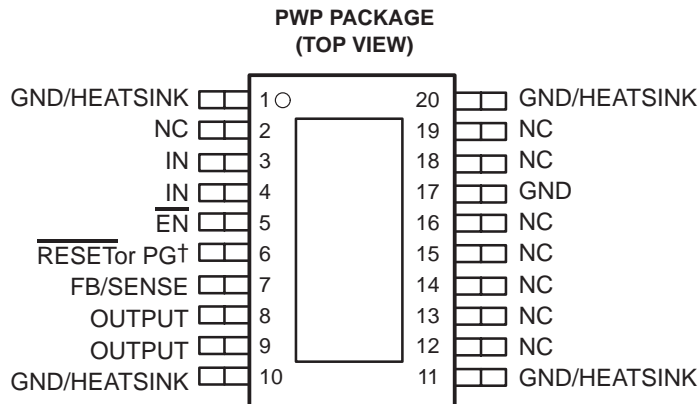 PWP PACKAGE
(TOP VIEW)
GND/HEATSINK 1 20 GND/HEATSINK
NC 2 19 NC
IN 3 18 NC
IN 4 17 GND
EN 5 16 NC
RESETor PG† 6 15 NC
FB/SENSE 7 14 NC
OUTPUT 8 13 NC
OUTPUT 9 12 NC
GND/HEATSINK 10 11 GND/HEATSINK